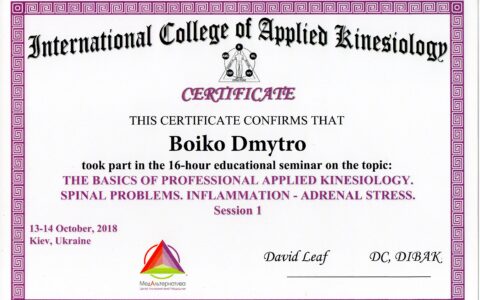 International College of Applied Kinesiology
CERTIFICATE
THIS CERTIFICATE CONFIRMS THAT
Boiko Dmytro
took part in the 16-hour educational seminar on the topic:
THE BASICS OF PROFESSIONAL APPLIED KINESIOLOGY.
SPINAL PROBLEMS. INFLAMMATION - ADRENAL STRESS.
Session 1
13-14 October, 2018
Kiev, Ukraine
МедАльтернатива
David Leaf DC, DIBAK